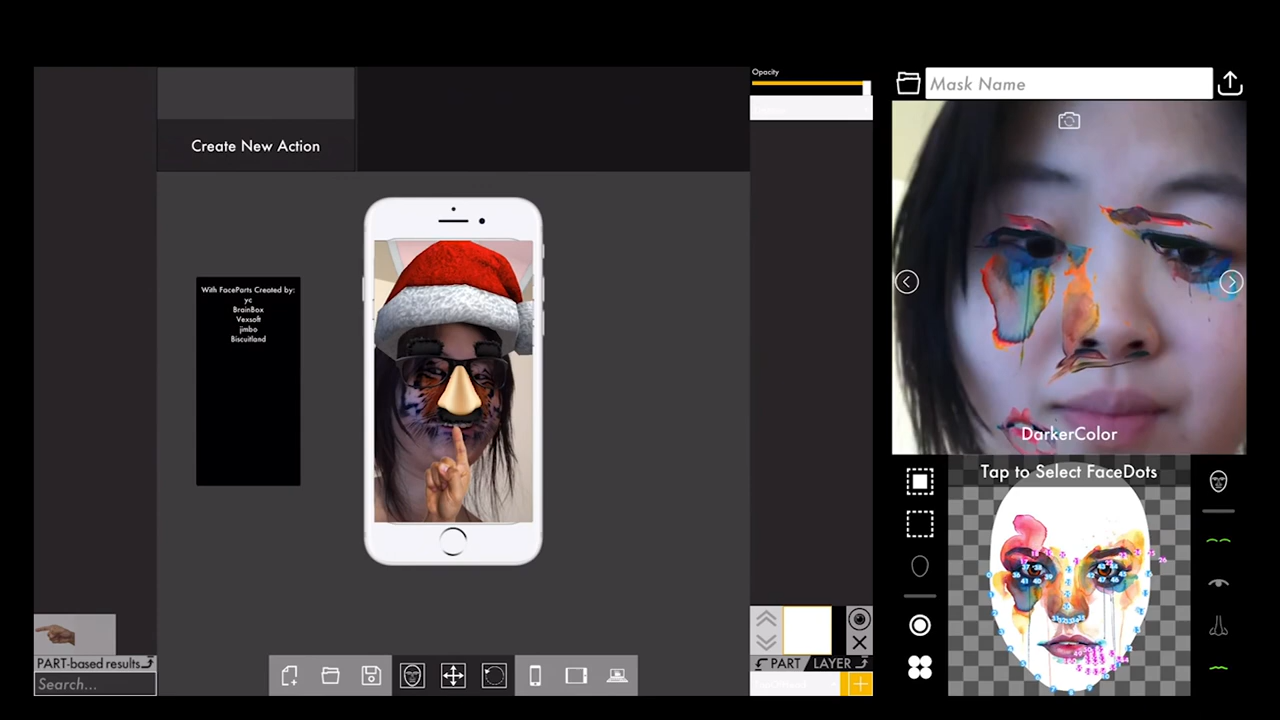 Opacity
Mask Name
Create New Action
With FaceParts Created by:
yc
BrainBox
Vexsoft
jimbo
Biscuitland
DarkerColor
Tap to Select FaceDots
PART-based results
Search...
PART
LAYER